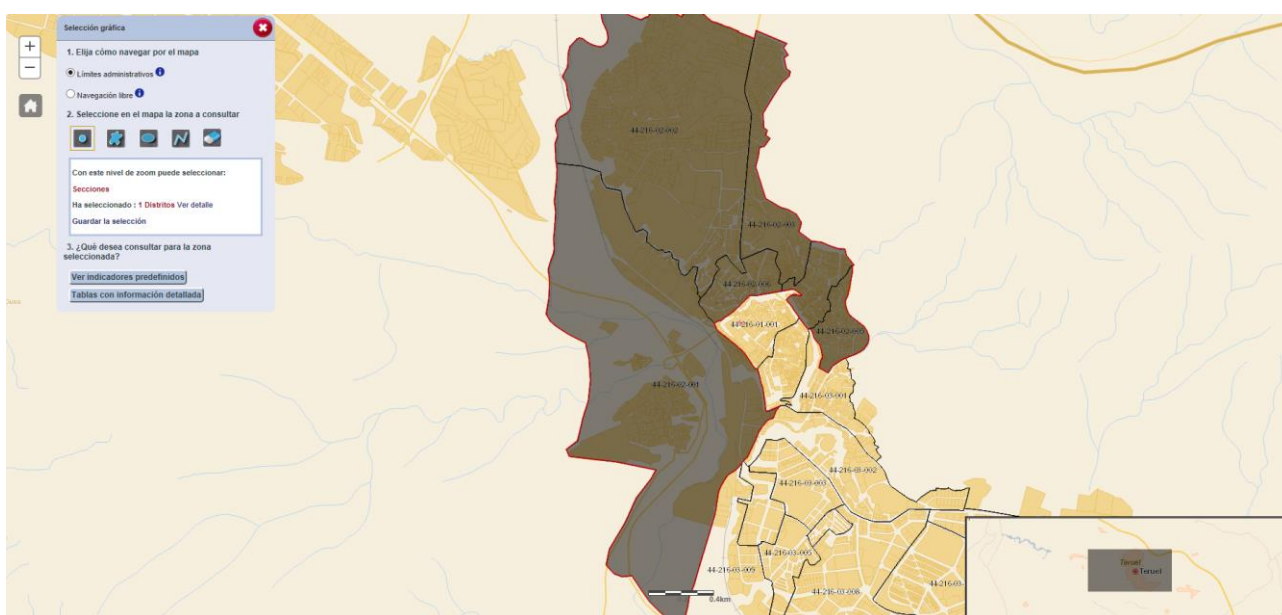 Selección gráfica
1. Elija cómo navegar por el mapa
Límites administrativos
Navegación libre
2. Seleccione en el mapa la zona a consultar
Con este nivel de zoom puede seleccionar:
Secciones
Ha seleccionado : 1 Distritos Ver detalle
Guardar la selección
3. ¿Qué desea consultar para la zona
seleccionada?
Ver indicadores predefinidos
Tablas con información detallada
44-216-02-002
44-216-02-003
44-216-02-006
44-216-01-001
44-216-02-005
44-216-02-001
44-216-03-001
44-216-03-002
44-216-03-003
44-216-03-005
44-216-03-009
44-216-03-008
44-216-03-
0.4km
Teruel
Teruel